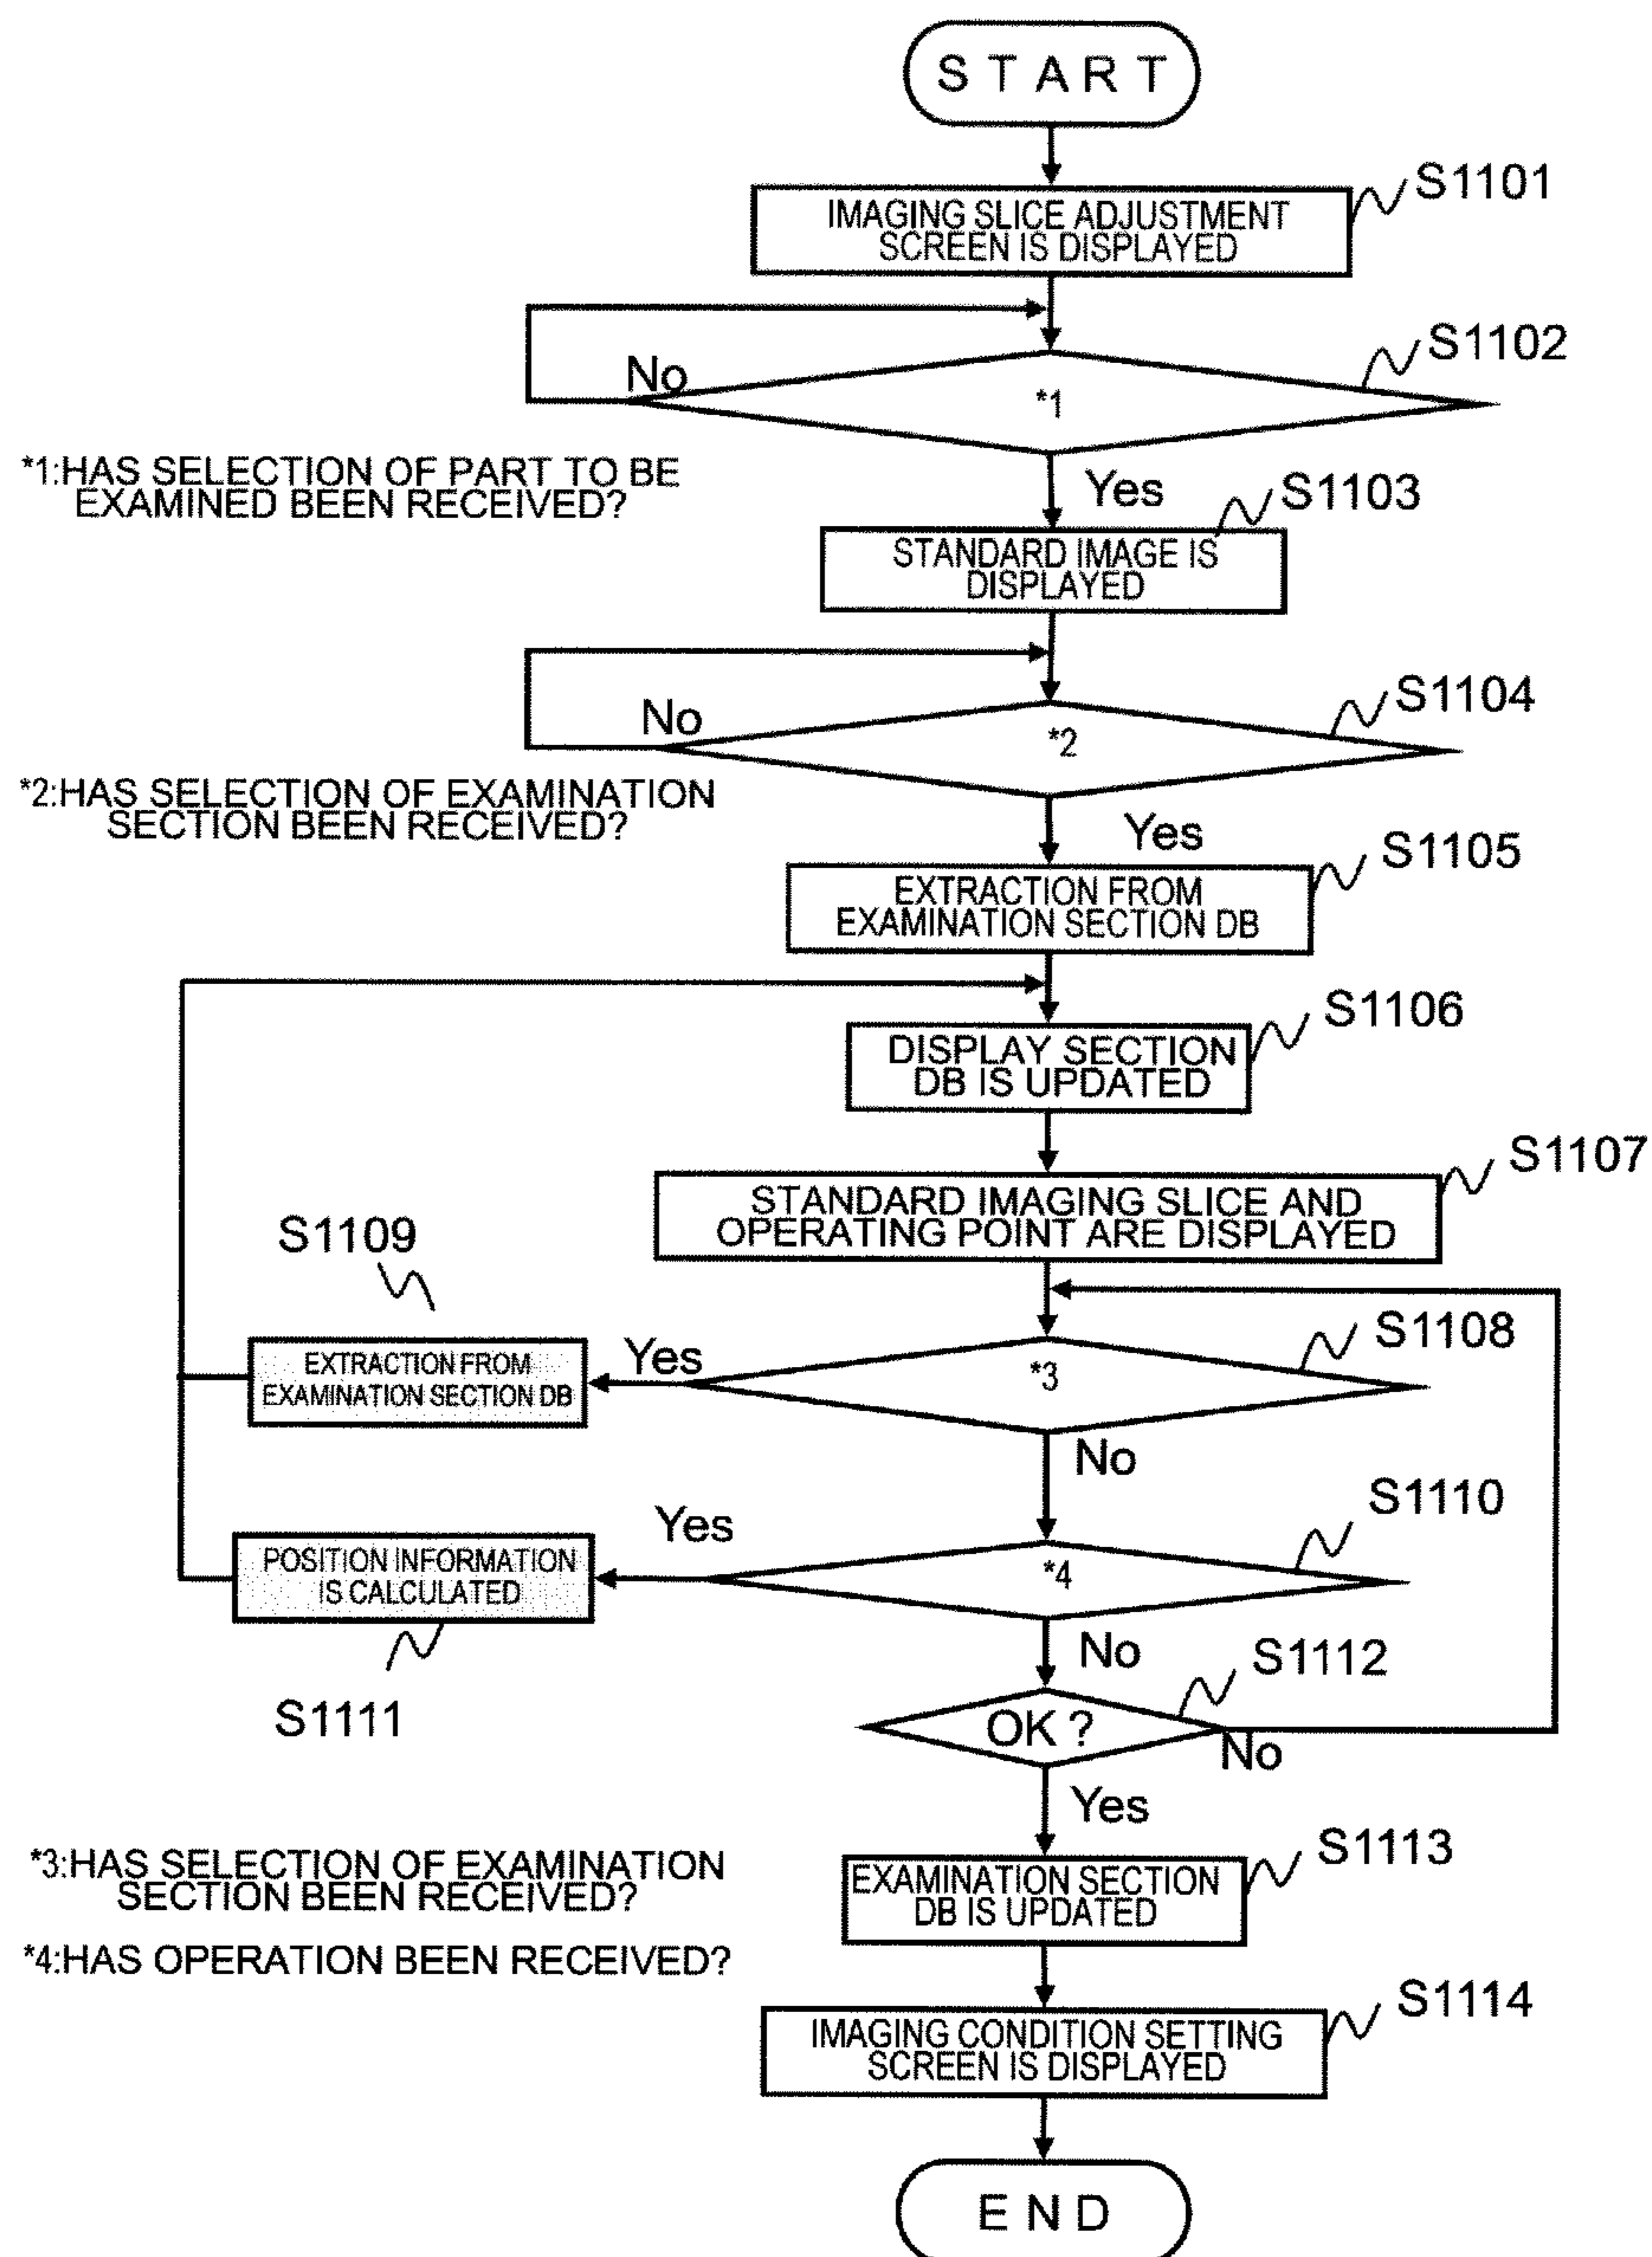 START
S1101
IMAGING SLICE ADJUSTMENT
SCREEN IS DISPLAYED
S1102
No
*1
*1:HAS SELECTION OF PART TO BE
EXAMINED BEEN RECEIVED?
Yes
S1103
STANDARD IMAGE IS
DISPLAYED
S1104
No
*2
*2:HAS SELECTION OF EXAMINATION
SECTION BEEN RECEIVED?
Yes
S1105
EXTRACTION FROM
EXAMINATION SECTION DB
S1106
DISPLAY SECTION
DB IS UPDATED
S1107
STANDARD IMAGING SLICE AND
OPERATING POINT ARE DISPLAYED
S1109
S1108
EXTRACTION FROM
EXAMINATION SECTION DB
Yes
*3
No
S1110
Yes
POSITION INFORMATION
IS CALCULATED
*4
No
S1112
S1111
OK ?
No
Yes
*3:HAS SELECTION OF EXAMINATION
SECTION BEEN RECEIVED?
S1113
EXAMINATION SECTION
DB IS UPDATED
*4:HAS OPERATION BEEN RECEIVED?
S1114
IMAGING CONDITION SETTING
SCREEN IS DISPLAYED
END